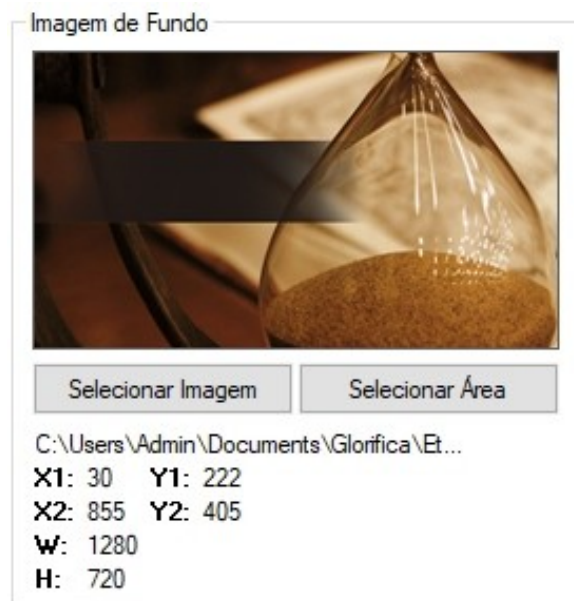 Imagem de Fundo
Selecionar Imagem Selecionar Área
C:\Users\Admin\Documents\Glorifica\Et...
X1: 30 Y1: 222
X2: 855 Y2: 405
W: 1280
H: 720